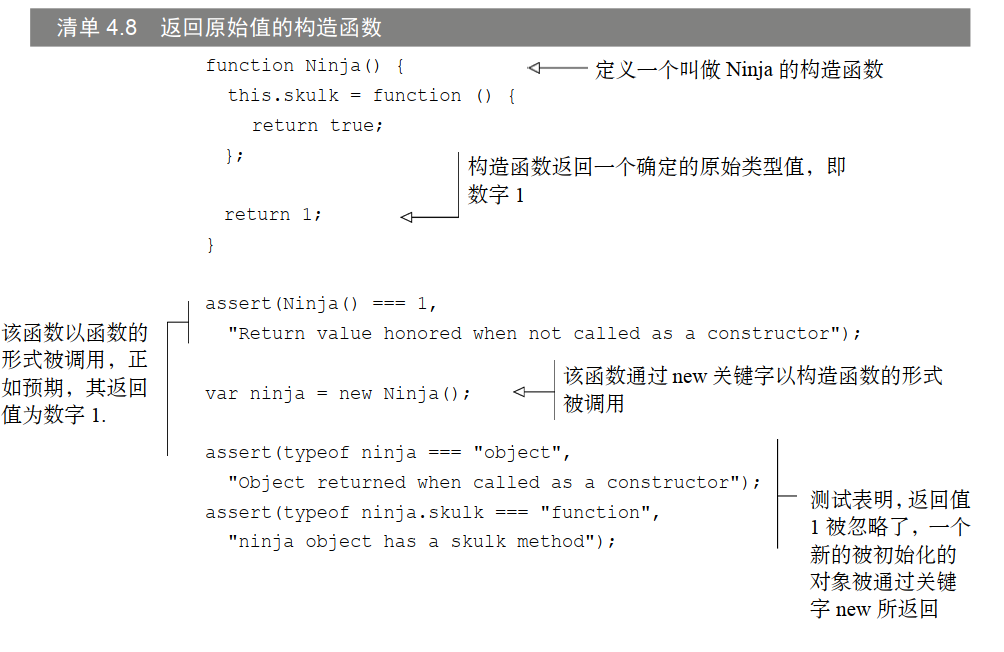 清单 4.8 返回原始值的构造函数
function Ninja() {
定义一个叫做 Ninja 的构造函数
this.skulk = function () {
return true;
};
构造函数返回一个确定的原始类型值，即
数字 1
return 1;
}
assert(Ninja() === 1,
"Return value honored when not called as a constructor");
该函数以函数的
形式被调用，正
如预期，其返回
值为数字 1.
var ninja = new Ninja();
该函数通过 new 关键字以构造函数的形式
被调用
assert(typeof ninja === "object",
"Object returned when called as a constructor");
assert(typeof ninja.skulk === "function",
"ninja object has a skulk method");
测试表明，返回值
1 被忽略了，一个
新的被初始化的
对象被通过关键
字 new 所返回